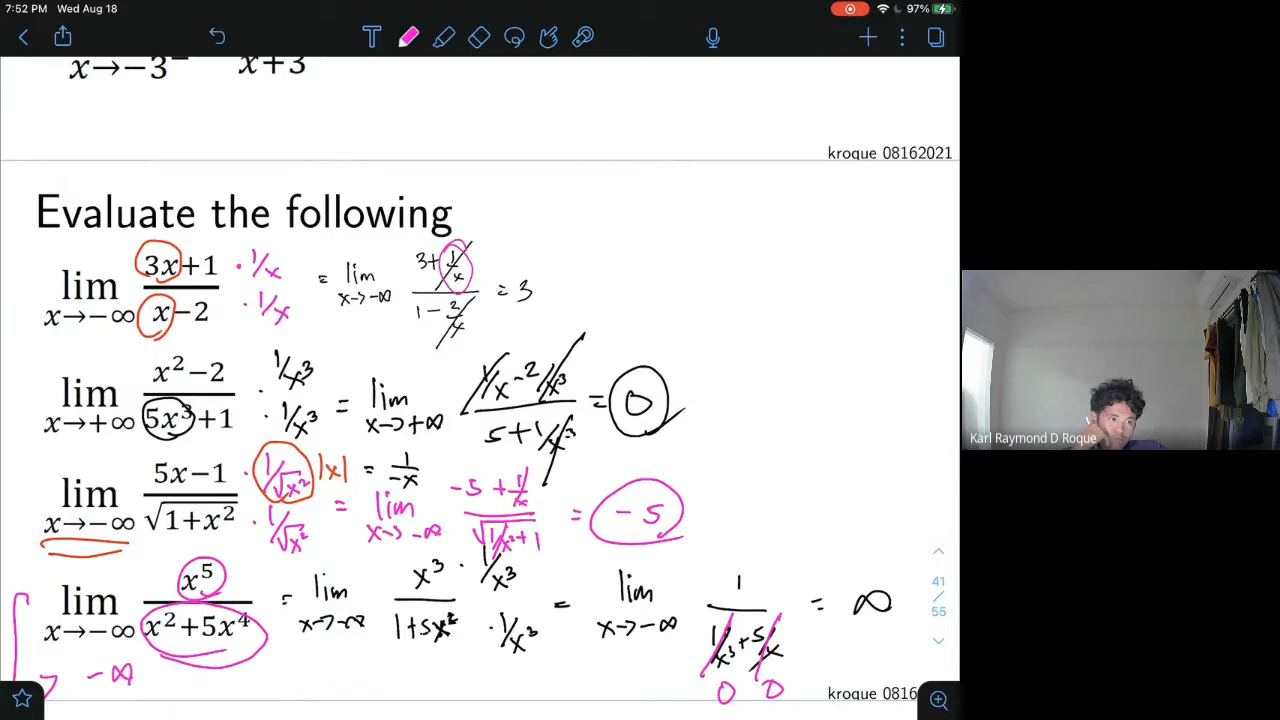 7:52 PM Wed Aug 18
97%
x→−3⁻ x+3
kroque 08162021
Evaluate the following
lim x→−∞ (3x+1)/(x−2) · (1/x)/(1/x) = lim x→−∞ (3+1/x)/(1−2/x) = 3
lim x→+∞ (x²−2)/(5x³+1) · (1/x³)/(1/x³) = lim x→+∞ (1/x−2/x³)/(5+1/x³) = 0
lim x→−∞ (5x−1)/√(1+x²) · (1/√x²)/(1/√x²) |x| = 1/−x = lim x→−∞ (−5+1/x)/√(1/x²+1) = −5
lim x→−∞ x⁵/(x²+5x⁴) = lim x→−∞ x³/(1+5x²) · (1/x³)/(1/x³) = lim x→−∞ 1/(1/x³+5/x) = ∞
→ −∞
0 0
kroque 0816
41
/
55
Karl Raymond D Roque